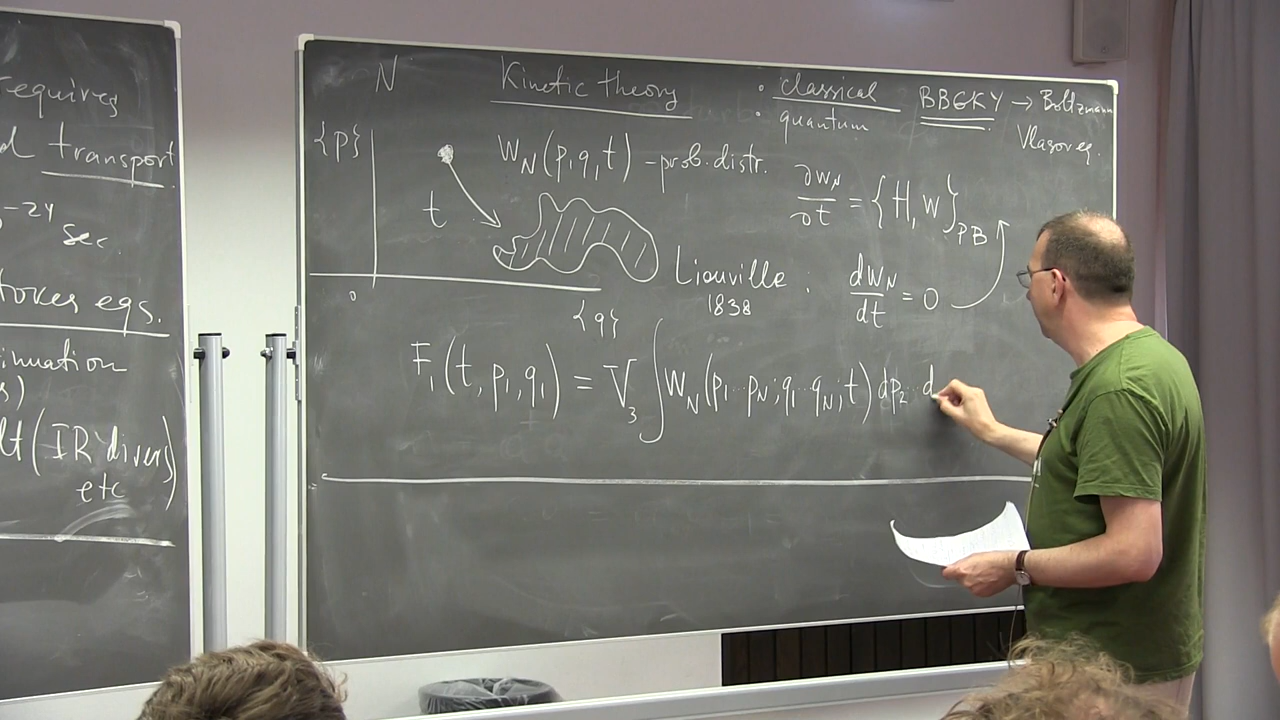 equires
d transport
-24
sec.
tokes eqs.
s)
lt (IR divers
etc)
N
Kinetic theory
• classical
• quantum
BBGKY → Boltzmann
Vlasov eq.
{p}
W_N(p,q,t) - prob. distr.
∂W_N/∂t = {H,W}_PB
t
0
{q}
Liouville : dW_N/dt = 0
1838
F_1(t, p_1, q_1) = V_3 ∫ W_N(p_1...p_N; q_1...q_N; t) dp_2...d